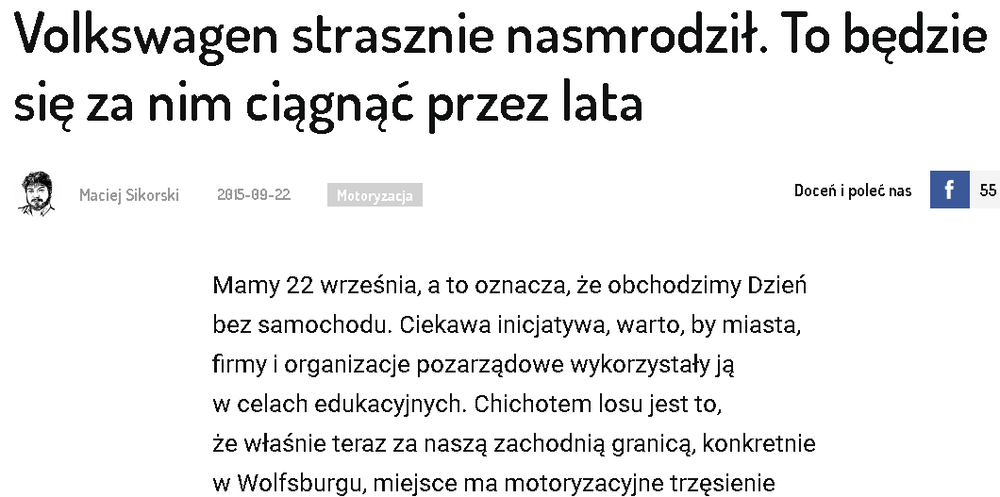 Volkswagen strasznie nasmrodził. To będzie
się za nim ciągnąć przez lata
Maciej Sikorski 2015-09-22 Motoryzacja
Doceń i poleć nas f 55
Mamy 22 września, a to oznacza, że obchodzimy Dzień
bez samochodu. Ciekawa inicjatywa, warto, by miasta,
firmy i organizacje pozarządowe wykorzystały ją
w celach edukacyjnych. Chichotem losu jest to,
że właśnie teraz za naszą zachodnią granicą, konkretnie
w Wolfsburgu, miejsce ma motoryzacyjne trzęsienie